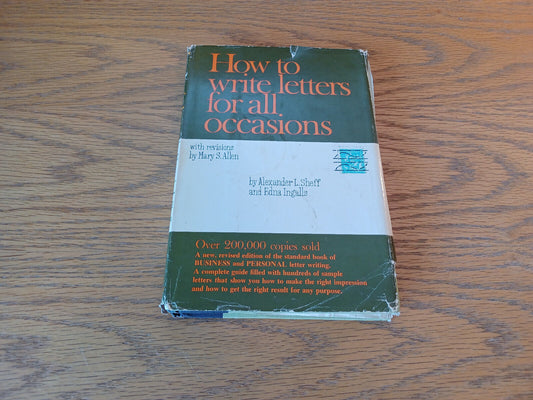 How to
write letters
for all
occasions
with revisions
by Mary S. Allen
by Alexander L. Sheff
and Edna Ingalls
Over 200,000 copies sold
A new, revised edition of the standard book of
BUSINESS and PERSONAL letter writing.
A complete guide filled with hundreds of sample
letters that show you how to make the right impression
and how to get the right result for any purpose.